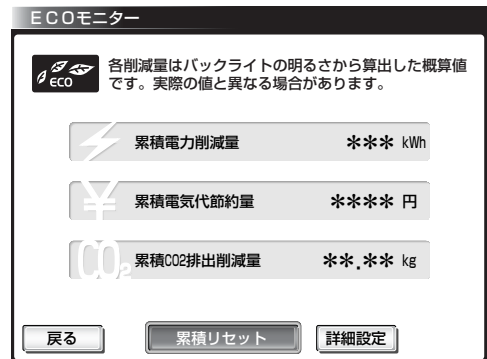 ECOモニター
ECO
各削減量はバックライトの明るさから算出した概算値
です。実際の値と異なる場合があります。
累積電力削減量 *** kWh
¥
累積電気代節約量 **** 円
CO2
累積CO2排出削減量 **.** kg
戻る 累積リセット 詳細設定